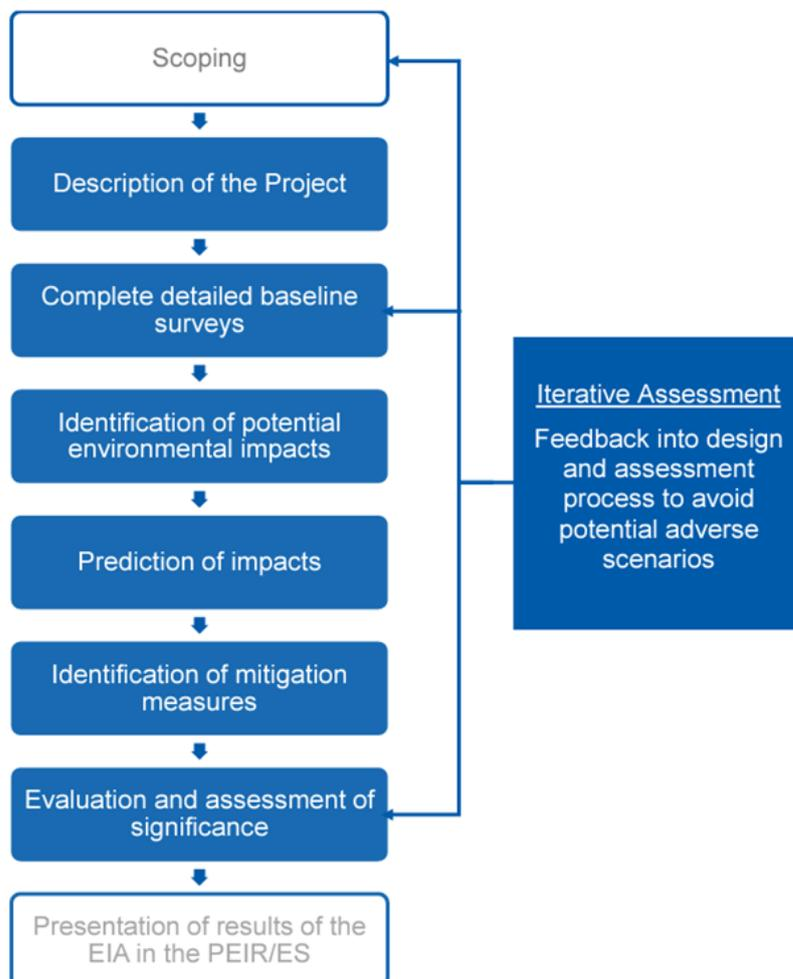 Scoping
Description of the Project
Complete detailed baseline
surveys
Identification of potential
environmental impacts
Prediction of impacts
Identification of mitigation
measures
Evaluation and assessment of
significance
Presentation of results of the
EIA in the PEIR/ES
Iterative Assessment
Feedback into design
and assessment
process to avoid
potential adverse
scenarios